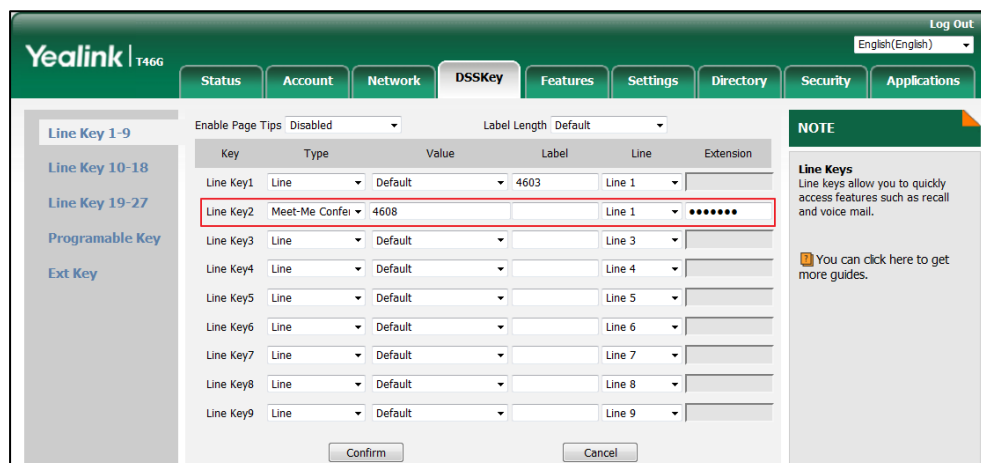 Log Out
Yealink | T46G
English(English)
Status Account Network DSSKey Features Settings Directory Security Applications
Line Key 1-9
Line Key 10-18
Line Key 19-27
Programable Key
Ext Key
Enable Page Tips Disabled Label Length Default
Key Type Value Label Line Extension
Line Key1 Line Default 4603 Line 1
Line Key2 Meet-Me Confer 4608 Line 1 •••••••
Line Key3 Line Default Line 3
Line Key4 Line Default Line 4
Line Key5 Line Default Line 5
Line Key6 Line Default Line 6
Line Key7 Line Default Line 7
Line Key8 Line Default Line 8
Line Key9 Line Default Line 9
Confirm Cancel
NOTE
Line Keys
Line keys allow you to quickly
access features such as recall
and voice mail.
You can click here to get
more guides.